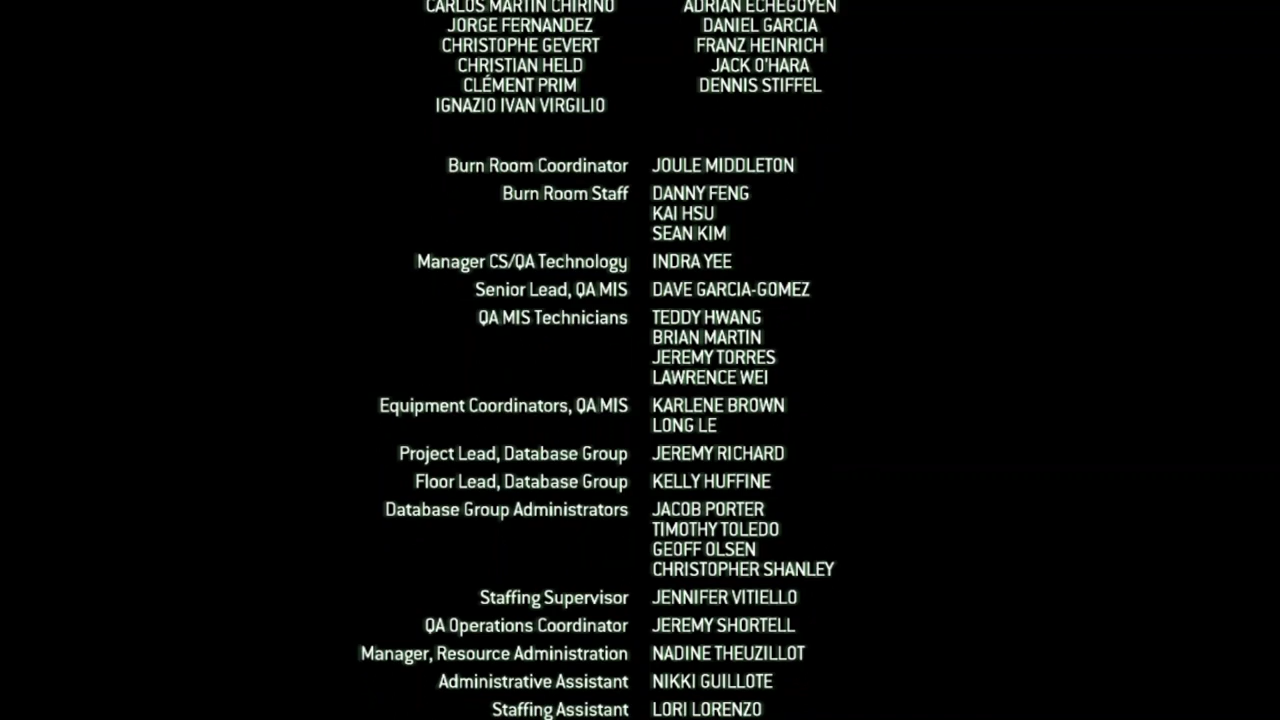 CARLOS MARTIN CHIRINO ADRIAN ECHEGOYEN
JORGE FERNANDEZ DANIEL GARCIA
CHRISTOPHE GEVERT FRANZ HEINRICH
CHRISTIAN HELD JACK O'HARA
CLÉMENT PRIM DENNIS STIFFEL
IGNAZIO IVAN VIRGILIO
Burn Room Coordinator JOULE MIDDLETON
Burn Room Staff DANNY FENG
KAI HSU
SEAN KIM
Manager CS/QA Technology INDRA YEE
Senior Lead, QA MIS DAVE GARCIA-GOMEZ
QA MIS Technicians TEDDY HWANG
BRIAN MARTIN
JEREMY TORRES
LAWRENCE WEI
Equipment Coordinators, QA MIS KARLENE BROWN
LONG LE
Project Lead, Database Group JEREMY RICHARD
Floor Lead, Database Group KELLY HUFFINE
Database Group Administrators JACOB PORTER
TIMOTHY TOLEDO
GEOFF OLSEN
CHRISTOPHER SHANLEY
Staffing Supervisor JENNIFER VITIELLO
QA Operations Coordinator JEREMY SHORTELL
Manager, Resource Administration NADINE THEUZILLOT
Administrative Assistant NIKKI GUILLOTE
Staffing Assistant LORI LORENZO